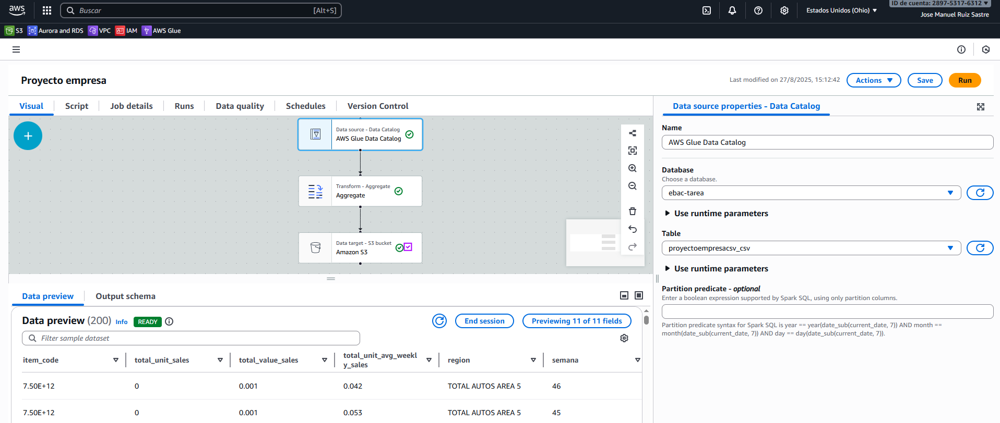 aws
Buscar [Alt+S]
Estados Unidos (Ohio)
ID de cuenta: 2897-5317-6312
Jose Manuel Ruiz Sastre
S3 Aurora and RDS VPC IAM AWS Glue
Proyecto empresa
Last modified on 27/8/2025, 15:12:42
Actions Save Run
Visual Script Job details Runs Data quality Schedules Version Control
Data source - Data Catalog
AWS Glue Data Catalog
Transform - Aggregate
Aggregate
Data target - S3 bucket
Amazon S3
Data preview Output schema
Data preview (200) Info READY
End session Previewing 11 of 11 fields
Filter sample dataset
item_code total_unit_sales total_value_sales total_unit_avg_weekl
y_sales region semana
7.50E+12 0 0.001 0.042 TOTAL AUTOS AREA 5 46
7.50E+12 0 0.001 0.053 TOTAL AUTOS AREA 5 45
Data source properties - Data Catalog
Name
AWS Glue Data Catalog
Database
Choose a database.
ebac-tarea
Use runtime parameters
Table
proyectoempresacsv_csv
Use runtime parameters
Partition predicate - optional
Enter a boolean expression supported by Spark SQL, using only partition columns.
Partition predicate syntax for Spark SQL is year == year(date_sub(current_date, 7)) AND month ==
month(date_sub(current_date, 7)) AND day == day(date_sub(current_date, 7)).